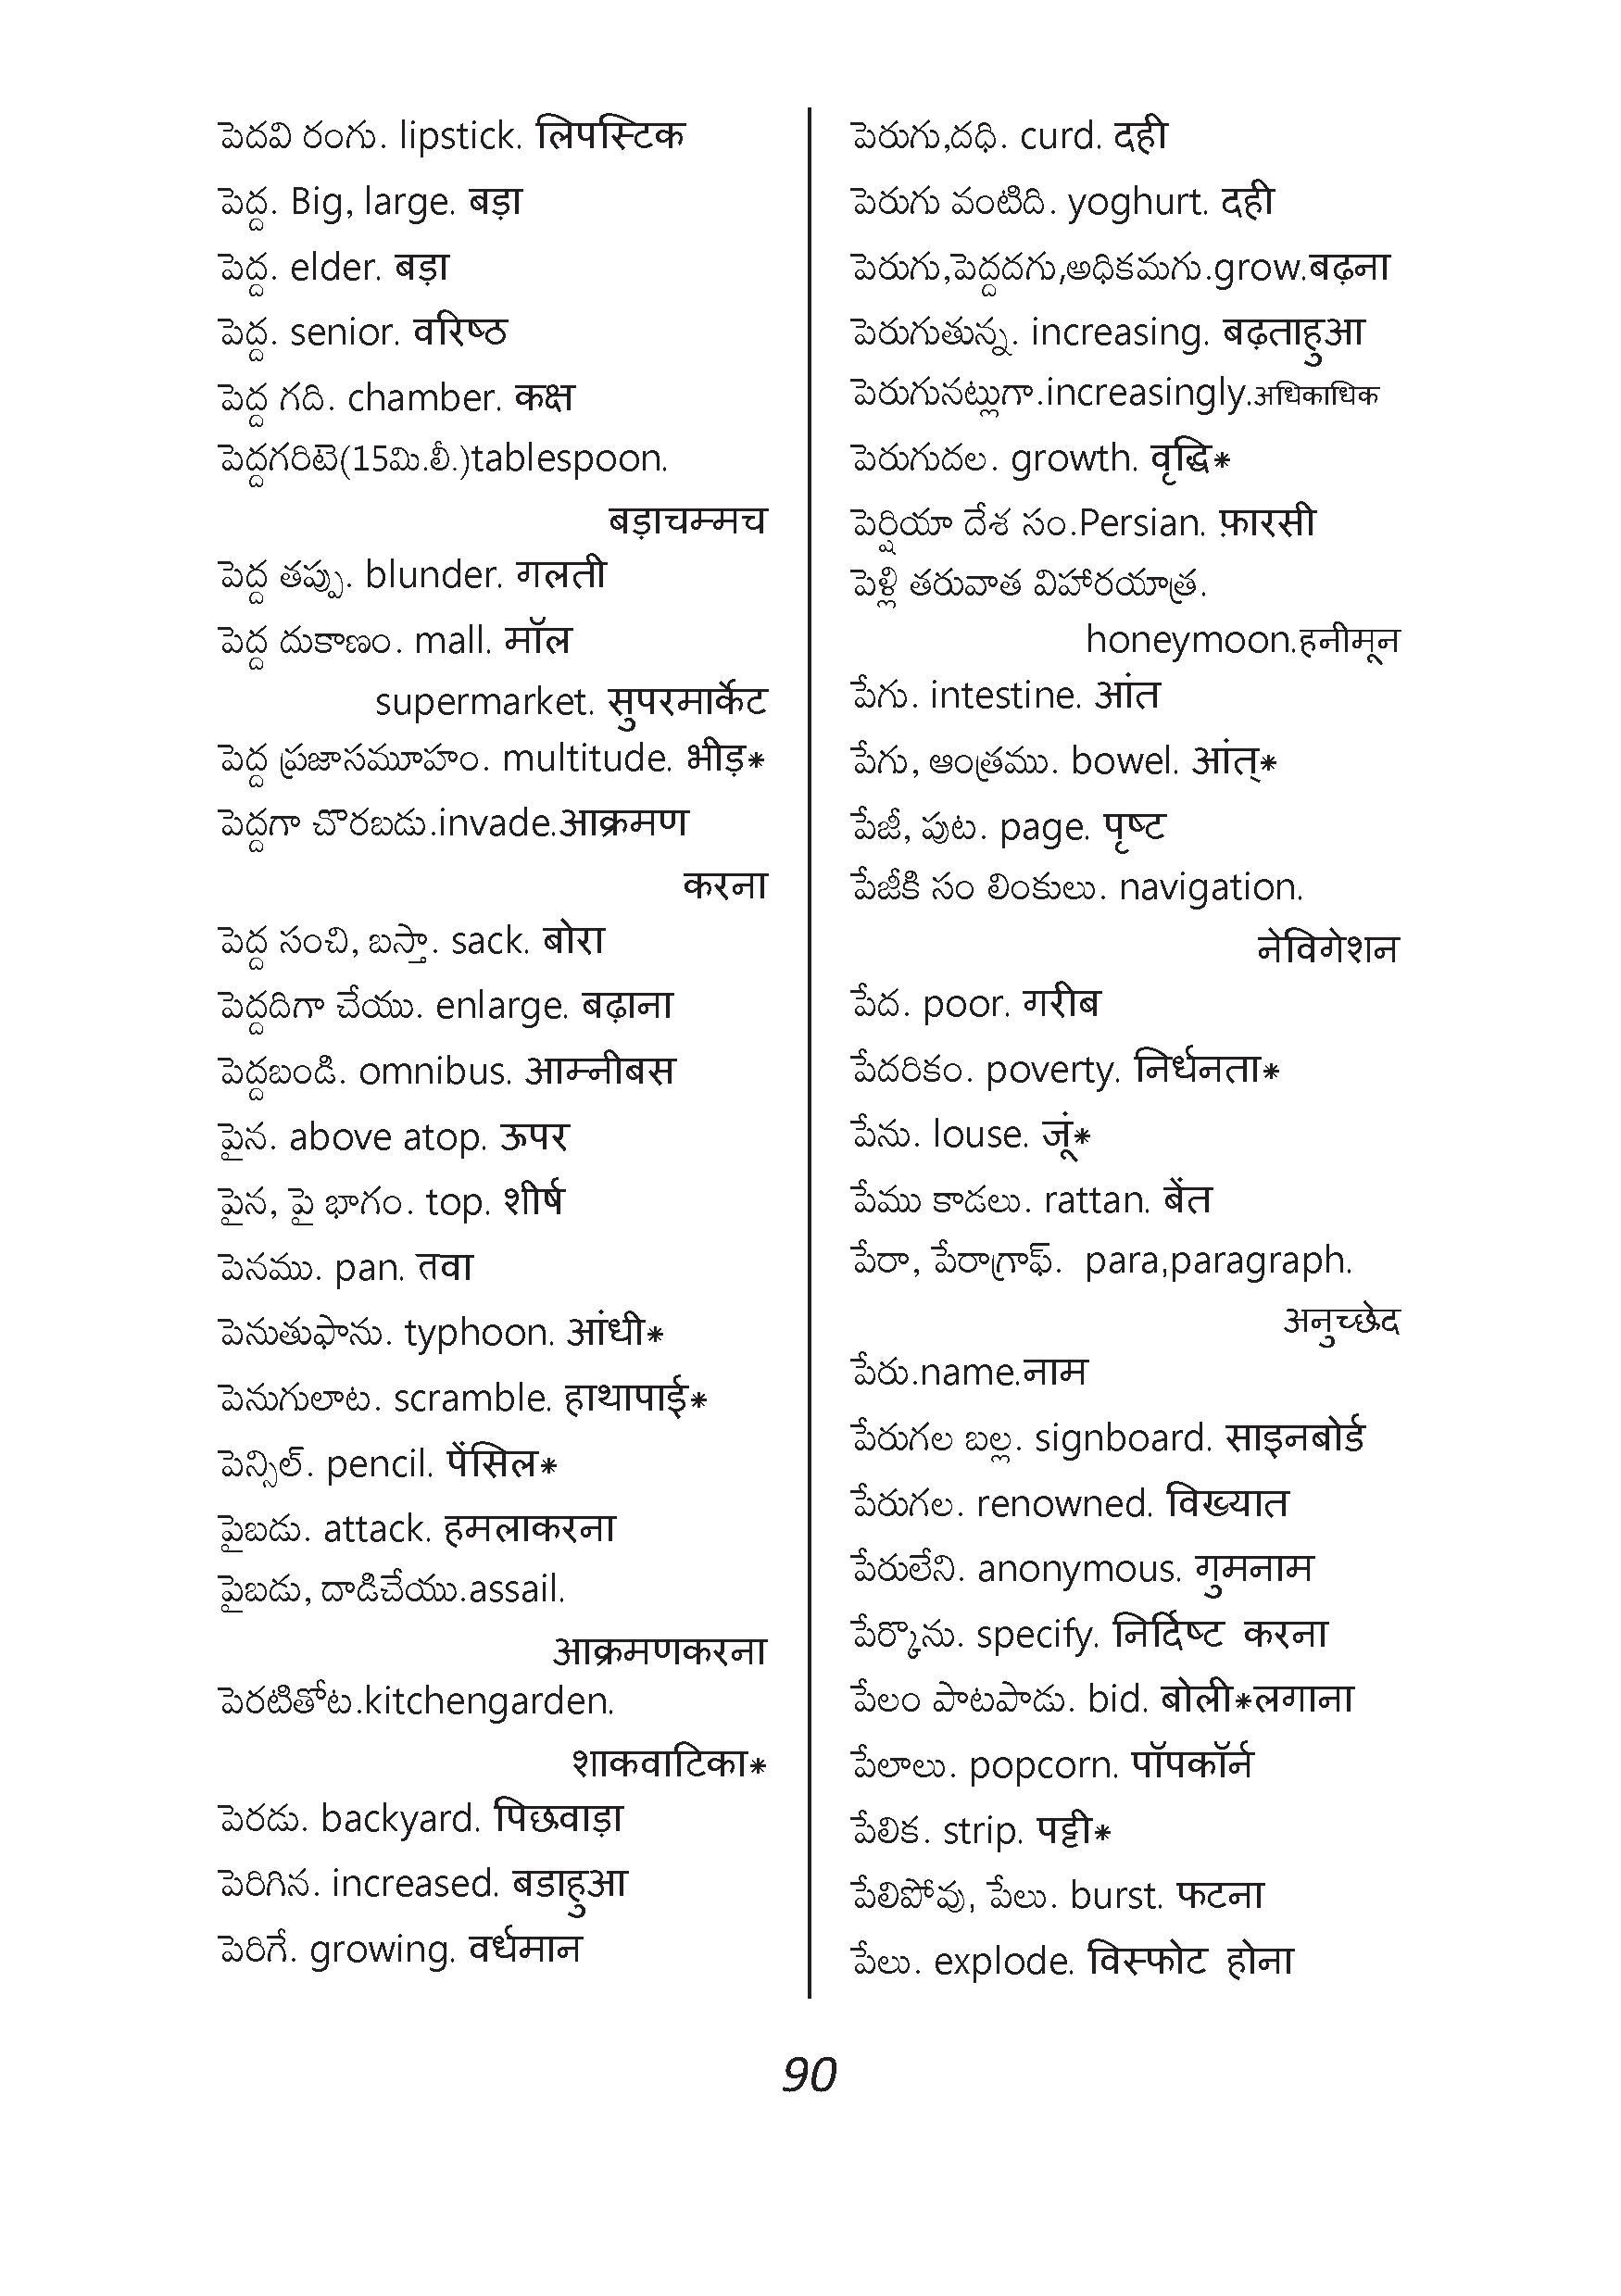 పెదవి రంగు. lipstick. लिपस्टिक
పెద్ద. Big, large. बड़ा
పెద్ద. elder. बड़ा
పెద్ద. senior. वरिष्ठ
పెద్ద గది. chamber. कक्ष
పెద్దగరిటె(15మి.లీ.)tablespoon.
बड़ाचम्मच
పెద్ద తప్పు. blunder. गलती
పెద్ద దుకాణం. mall. मॉल
supermarket. सुपरमार्केट
పెద్ద ప్రజాసమూహం. multitude. भीड़*
పెద్దగా చొరబడు.invade.आक्रमण
करना
పెద్ద సంచి, బస్తా. sack. बोरा
పెద్దదిగా చేయు. enlarge. बढ़ाना
పెద్దబండి. omnibus. आम्नीबस
పైన. above atop. ऊपर
పైన, పై భాగం. top. शीर्ष
పెనము. pan. तवा
పెనుతుఫాను. typhoon. आंधी*
పెనుగులాట. scramble. हाथापाई*
పెన్సిల్. pencil. पेंसिल*
పైబడు. attack. हमलाकरना
పైబడు, దాడిచేయు.assail.
आक्रमणकरना
పెరటితోట.kitchengarden.
शाकवाटिका*
పెరడు. backyard. पिछवाड़ा
పెరిగిన. increased. बडाहुआ
పెరిగే. growing. वर्धमान
పెరుగు,దధి. curd. दही
పెరుగు వంటిది. yoghurt. दही
పెరుగు,పెద్దదగు,అధికమగు.grow.बढ़ना
పెరుగుతున్న. increasing. बढ़ताहुआ
పెరుగునట్లుగా.increasingly.अधिकाधिक
పెరుగుదల. growth. वृद्धि*
పెర్షియా దేశ సం.Persian. फ़ारसी
పెళ్లి తరువాత విహారయాత్ర.
honeymoon.हनीमून
పేగు. intestine. आंत
పేగు, ఆంత్రము. bowel. आंत्*
పేజీ, పుట. page. पृष्ट
పేజీకి సం లింకులు. navigation.
नेविगेशन
పేద. poor. गरीब
పేదరికం. poverty. निर्धनता*
పేను. louse. जूं*
పేము కాడలు. rattan. बेंत
పేరా, పేరాగ్రాఫ్. para,paragraph.
अनुच्छेद
పేరు.name.नाम
పేరుగల బల్ల. signboard. साइनबोर्ड
పేరుగల. renowned. विख्यात
పేరులేని. anonymous. गुमनाम
పేర్కొను. specify. निर्दिष्ट करना
పేలం పాటపాడు. bid. बोली*लगाना
పేలాలు. popcorn. पॉपकॉर्न
పేలిక. strip. पट्टी*
పేలిపోవు, పేలు. burst. फटना
పేలు. explode. विस्फोट होना
90